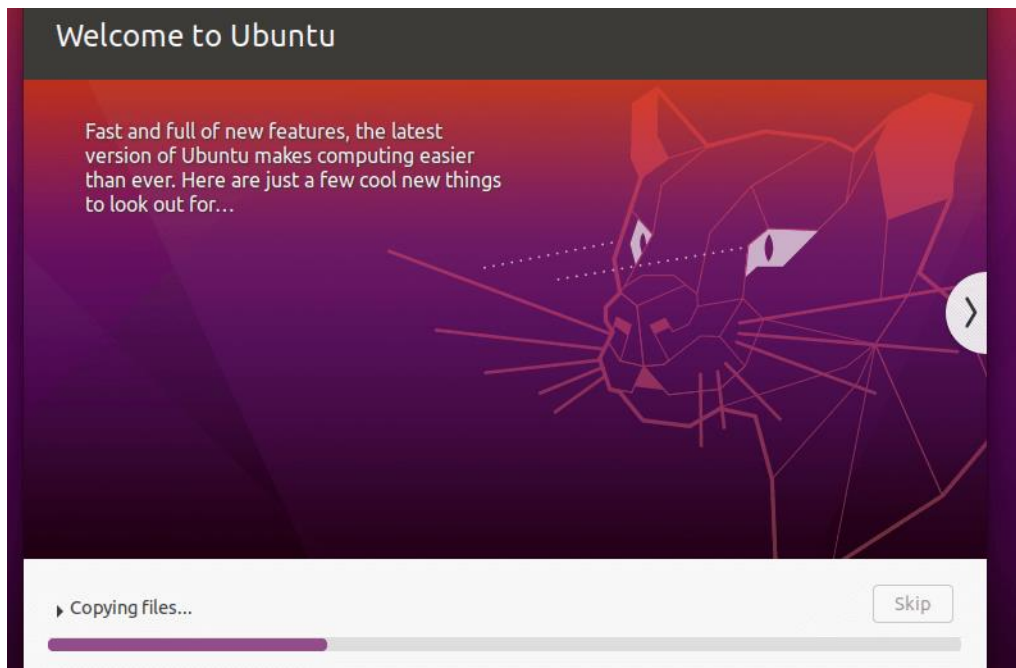 Welcome to Ubuntu
Fast and full of new features, the latest
version of Ubuntu makes computing easier
than ever. Here are just a few cool new things
to look out for...
Copying files...
Skip